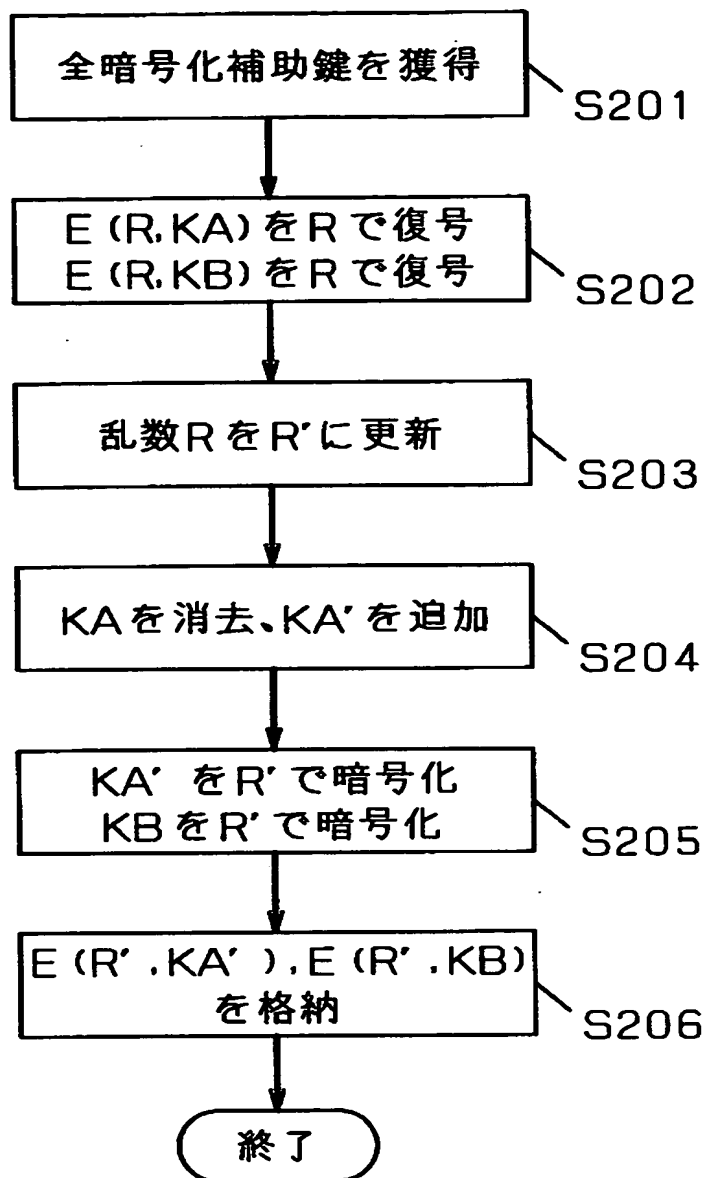 全暗号化補助鍵を獲得
S201
E(R,KA)をRで復号
E(R,KB)をRで復号
S202
乱数RをR'に更新
S203
KAを消去、KA'を追加
S204
KA'をR'で暗号化
KBをR'で暗号化
S205
E(R',KA'),E(R',KB)
を格納
S206
終了